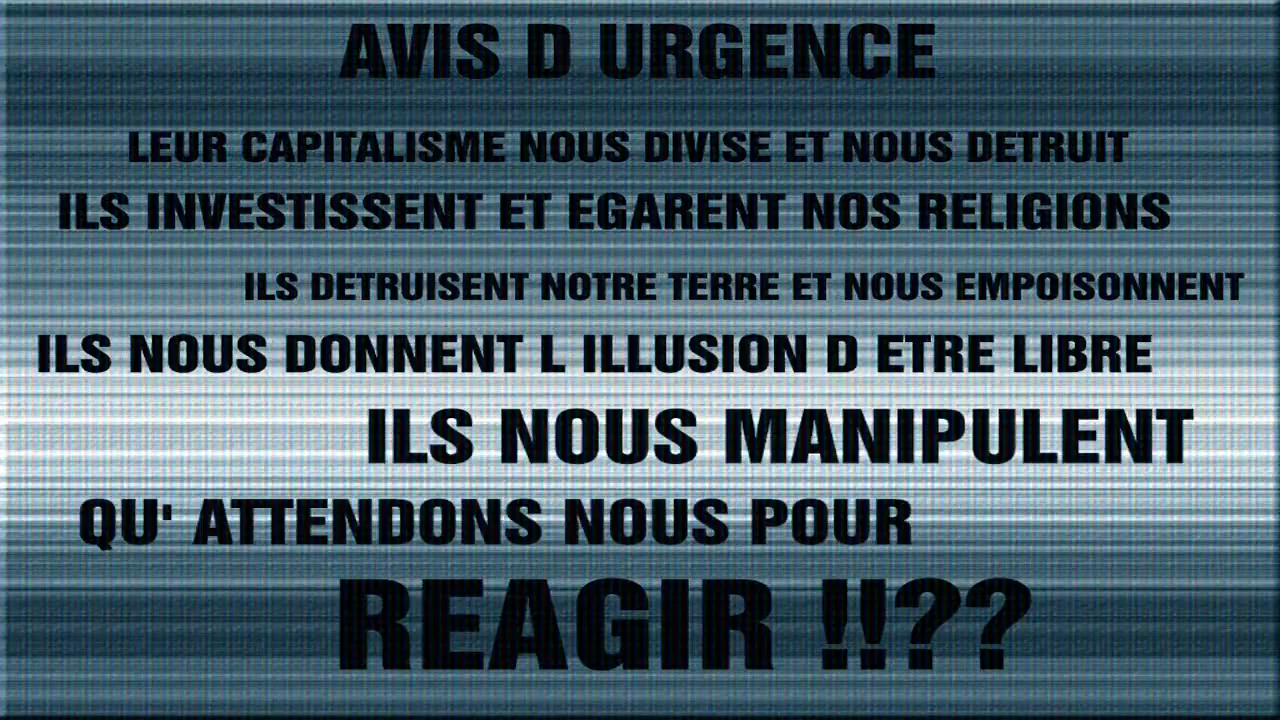 AVIS D URGENCE
LEUR CAPITALISME NOUS DIVISE ET NOUS DETRUIT
ILS INVESTISSENT ET EGARENT NOS RELIGIONS
ILS DETRUISENT NOTRE TERRE ET NOUS EMPOISONNENT
ILS NOUS DONNENT L ILLUSION D ETRE LIBRE
ILS NOUS MANIPULENT
QU' ATTENDONS NOUS POUR
REAGIR !!??